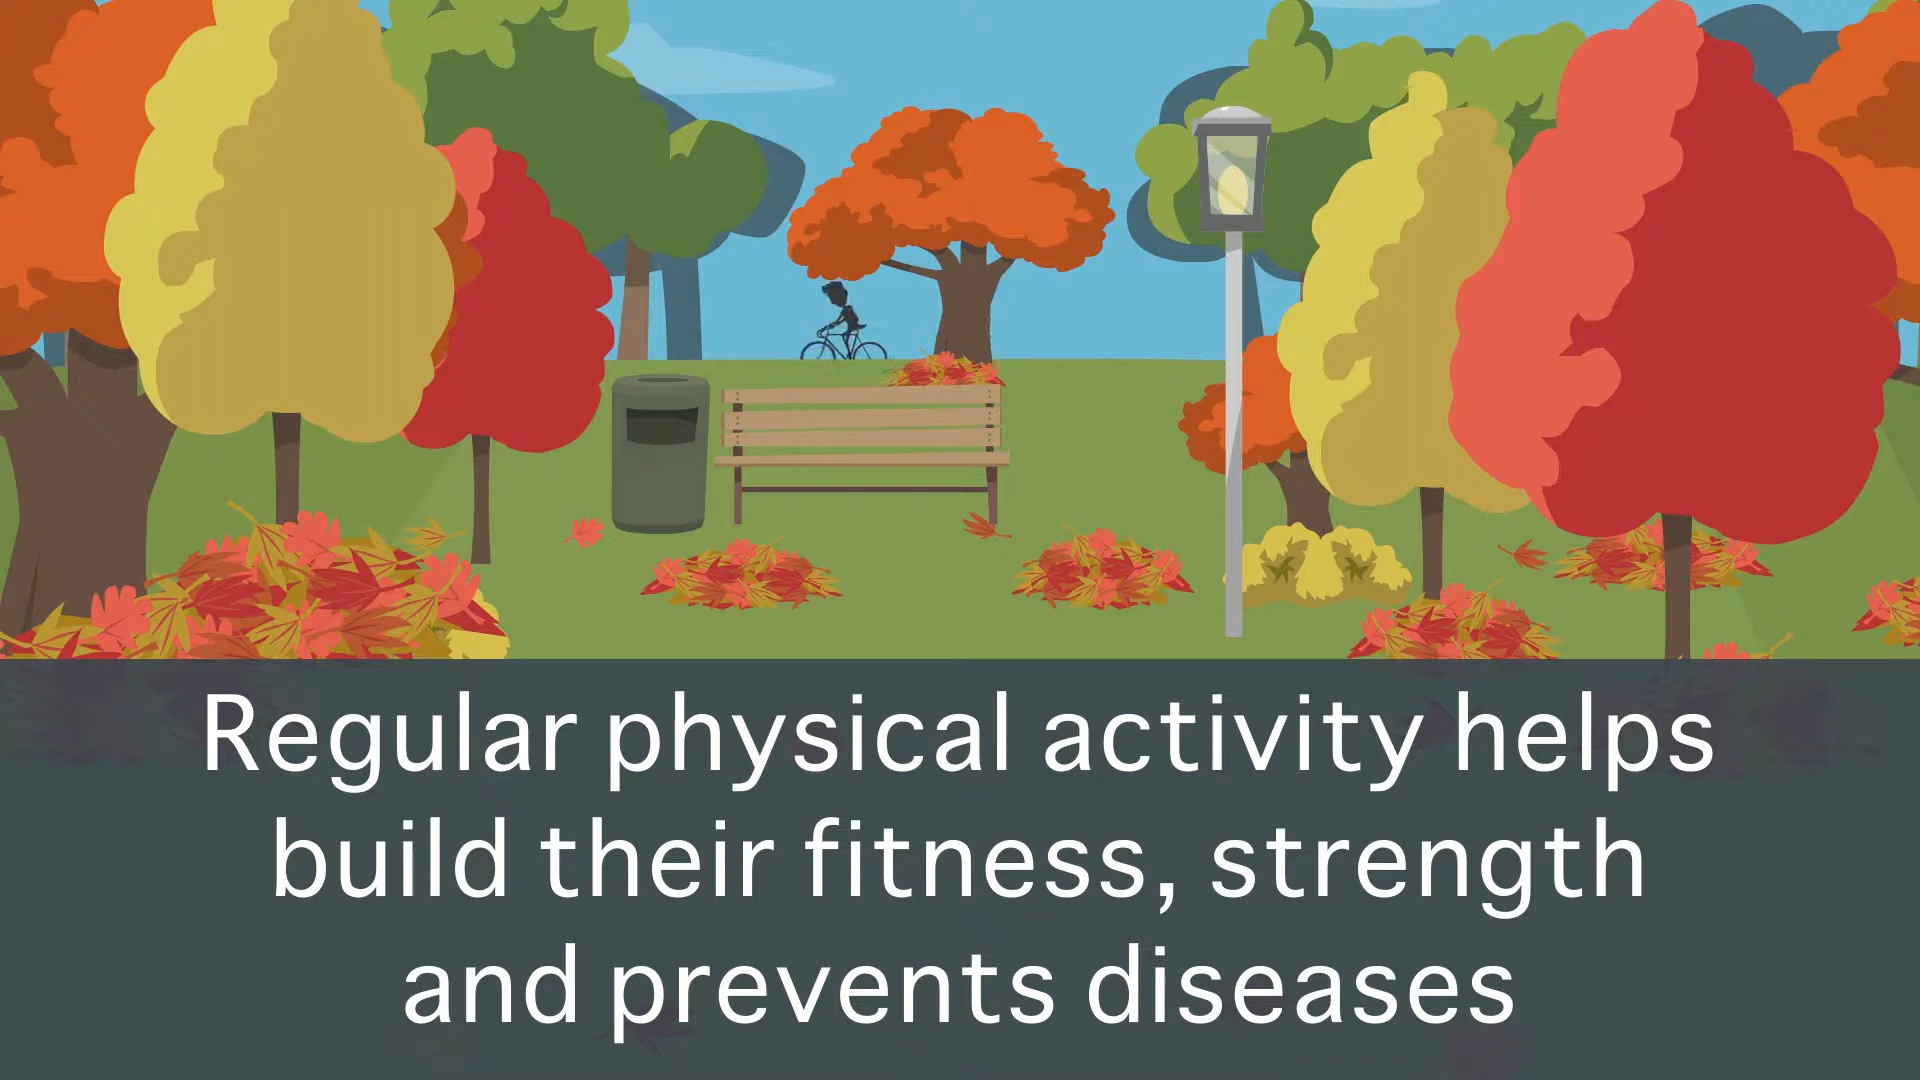 Regular physical activity helps
build their fitness, strength
and prevents diseases